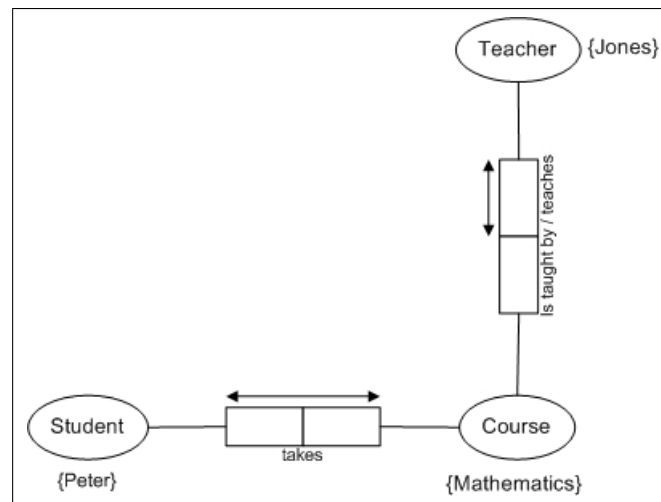 Teacher
{Jones}
Is taught by / teaches
Student
takes
Course
{Peter}
{Mathematics}